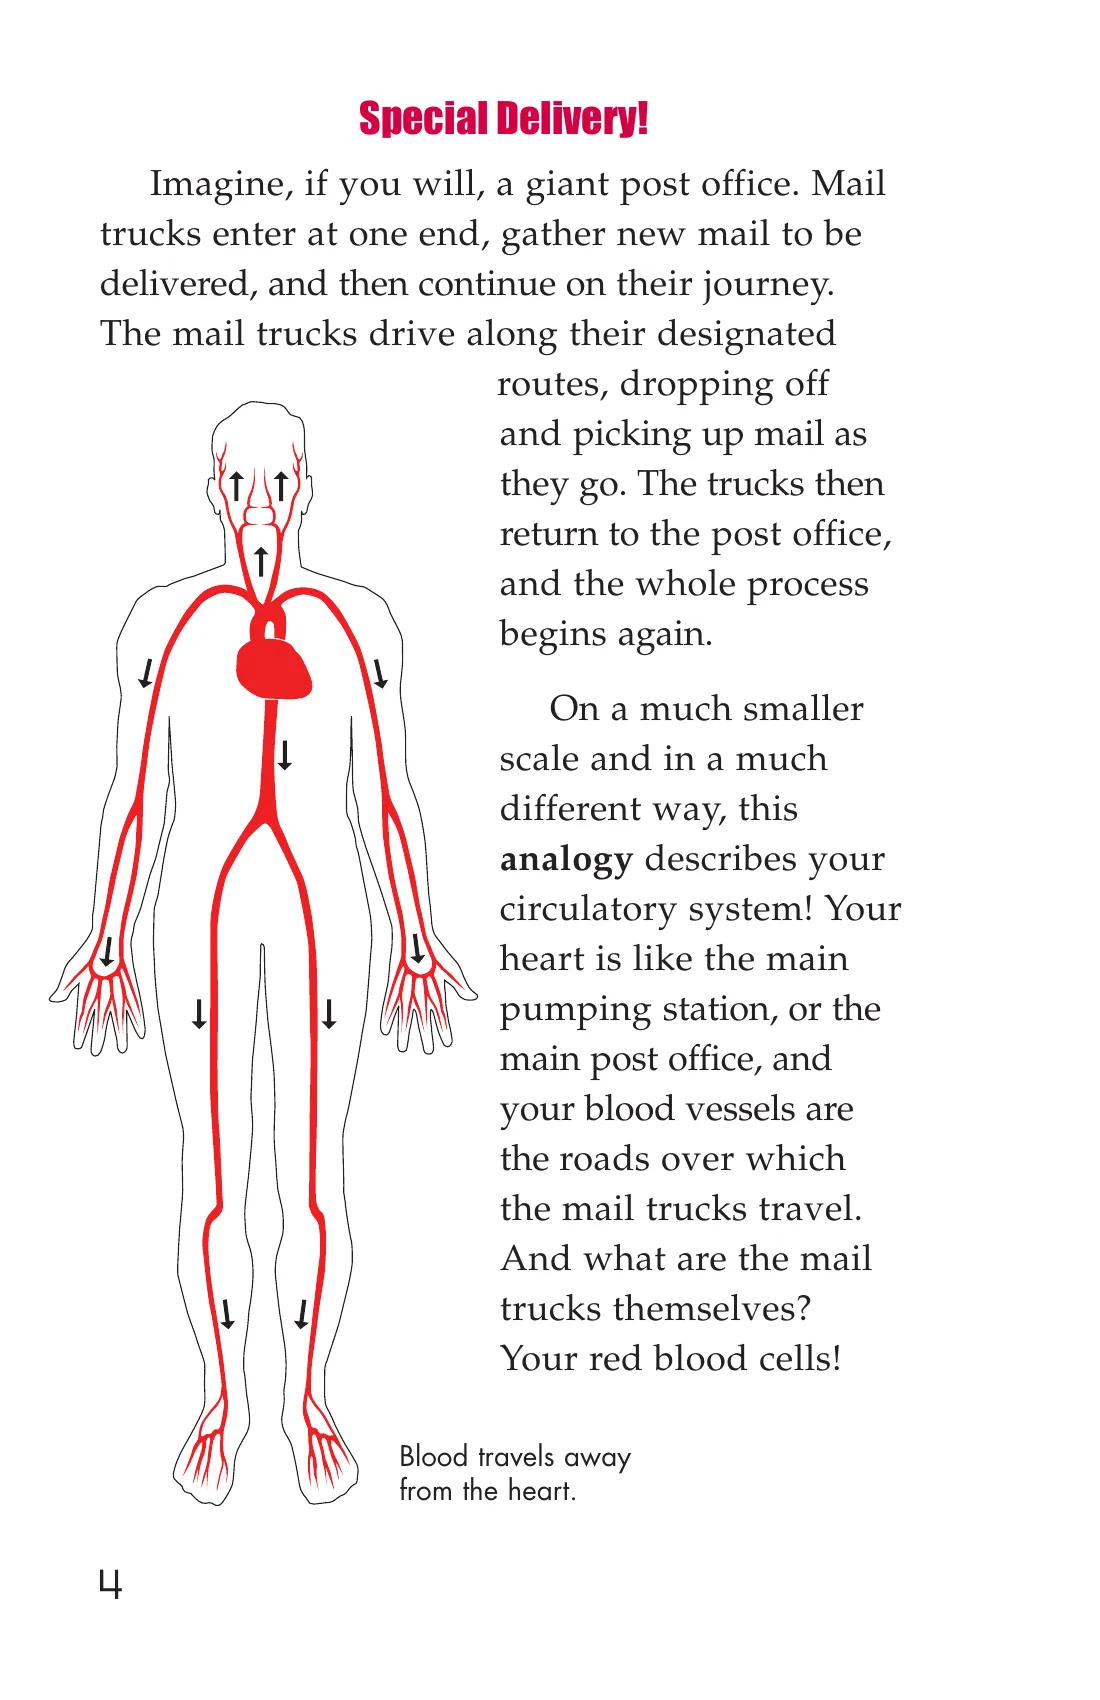 Special Delivery!
Imagine, if you will, a giant post office. Mail
trucks enter at one end, gather new mail to be
delivered, and then continue on their journey.
The mail trucks drive along their designated
routes, dropping off
and picking up mail as
they go. The trucks then
return to the post office,
and the whole process
begins again.
On a much smaller
scale and in a much
different way, this
analogy describes your
circulatory system! Your
heart is like the main
pumping station, or the
main post office, and
your blood vessels are
the roads over which
the mail trucks travel.
And what are the mail
trucks themselves?
Your red blood cells!
Blood travels away
from the heart.
4